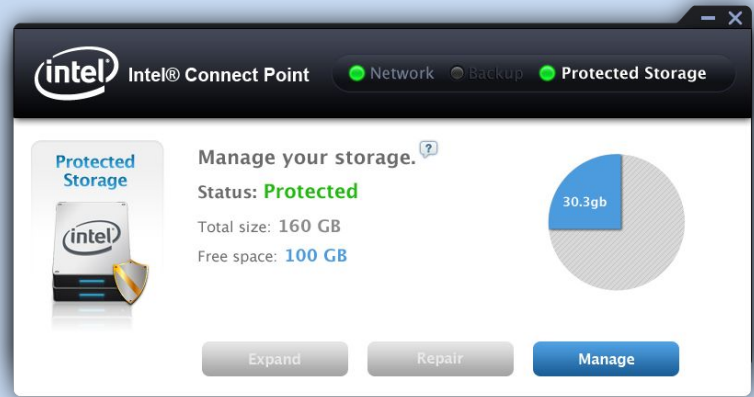 intel Intel® Connect Point Network Backup Protected Storage
Protected
Storage
intel
Manage your storage. ?
Status: Protected
Total size: 160 GB
Free space: 100 GB
30.3gb
Expand Repair Manage